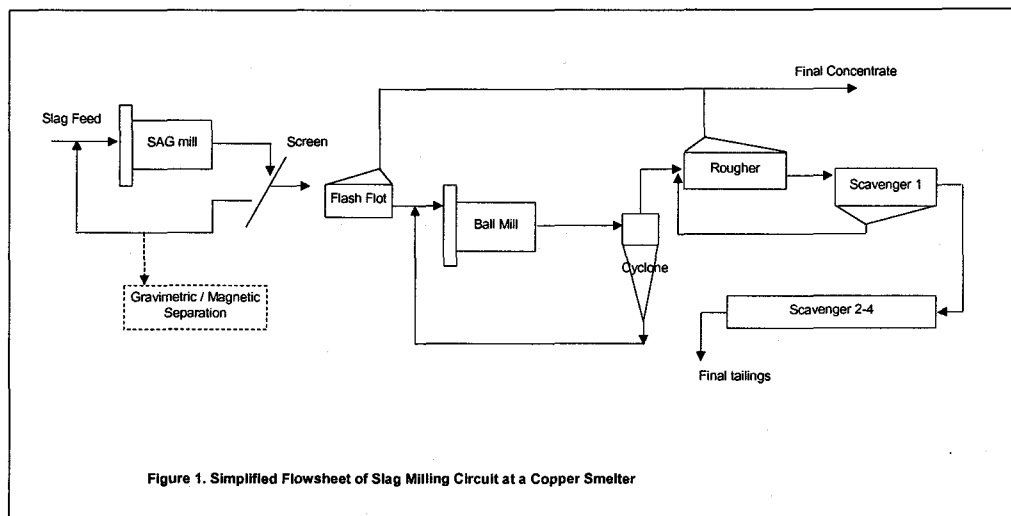 Final Concentrate
Slag Feed
SAG mill
Screen
Flash Flot
Ball Mill
Cyclone
Rougher
Scavenger 1
Gravimetric / Magnetic
Separation
Scavenger 2-4
Final tailings
Figure 1. Simplified Flowsheet of Slag Milling Circuit at a Copper Smelter